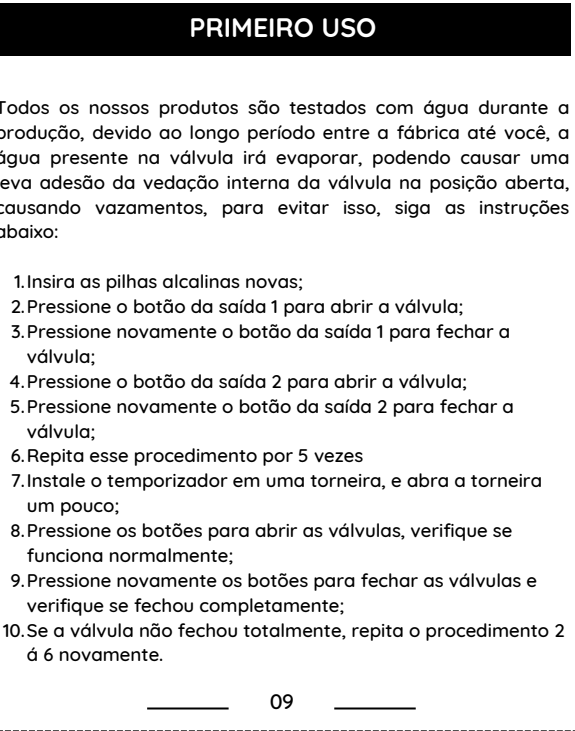 PRIMEIRO USO
Todos os nossos produtos são testados com água durante a
produção, devido ao longo período entre a fábrica até você, a
água presente na válvula irá evaporar, podendo causar uma
leva adesão da vedação interna da válvula na posição aberta,
causando vazamentos, para evitar isso, siga as instruções
abaixo:
1. Insira as pilhas alcalinas novas;
2. Pressione o botão da saída 1 para abrir a válvula;
3. Pressione novamente o botão da saída 1 para fechar a
válvula;
4. Pressione o botão da saída 2 para abrir a válvula;
5. Pressione novamente o botão da saída 2 para fechar a
válvula;
6. Repita esse procedimento por 5 vezes
7. Instale o temporizador em uma torneira, e abra a torneira
um pouco;
8. Pressione os botões para abrir as válvulas, verifique se
funciona normalmente;
9. Pressione novamente os botões para fechar as válvulas e
verifique se fechou completamente;
10. Se a válvula não fechou totalmente, repita o procedimento 2
á 6 novamente.
09